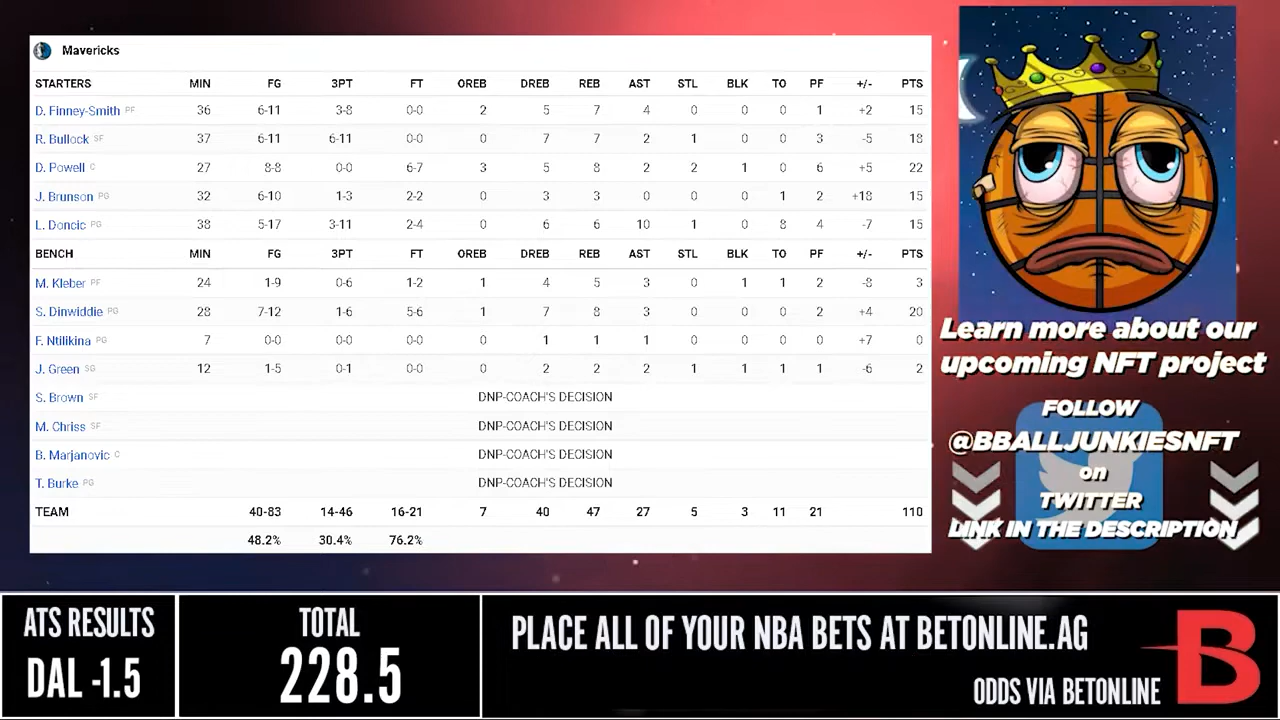 Mavericks
STARTERS MIN FG 3PT FT OREB DREB REB AST STL BLK TO PF +/- PTS
D. Finney-Smith PF 36 6-11 3-8 0-0 2 5 7 4 0 0 0 1 +2 15
R. Bullock SF 37 6-11 6-11 0-0 0 7 7 2 1 0 0 3 -5 18
D. Powell C 27 8-8 0-0 6-7 3 5 8 2 2 1 0 6 +5 22
J. Brunson PG 32 6-10 1-3 2-2 0 3 3 0 0 0 1 2 +18 15
L. Doncic PG 38 5-17 3-11 2-4 0 6 6 10 1 0 8 4 -7 15
BENCH MIN FG 3PT FT OREB DREB REB AST STL BLK TO PF +/- PTS
M. Kleber PF 24 1-9 0-6 1-2 1 4 5 3 0 1 1 2 -8 3
S. Dinwiddie PG 28 7-12 1-6 5-6 1 7 8 3 0 0 0 2 +4 20
F. Ntilikina PG 7 0-0 0-0 0-0 0 1 1 1 0 0 0 0 +7 0
J. Green SG 12 1-5 0-1 0-0 0 2 2 2 1 1 1 1 -6 2
S. Brown SF DNP-COACH'S DECISION
M. Chriss SF DNP-COACH'S DECISION
B. Marjanovic C DNP-COACH'S DECISION
T. Burke PG DNP-COACH'S DECISION
TEAM 40-83 14-46 16-21 7 40 47 27 5 3 11 21 110
48.2% 30.4% 76.2%
Learn more about our
upcoming NFT project
FOLLOW
@BBALLJUNKIESNFT
on
TWITTER
LINK IN THE DESCRIPTION
ATS RESULTS
DAL -1.5
TOTAL
228.5
PLACE ALL OF YOUR NBA BETS AT BETONLINE.AG
ODDS VIA BETONLINE
B